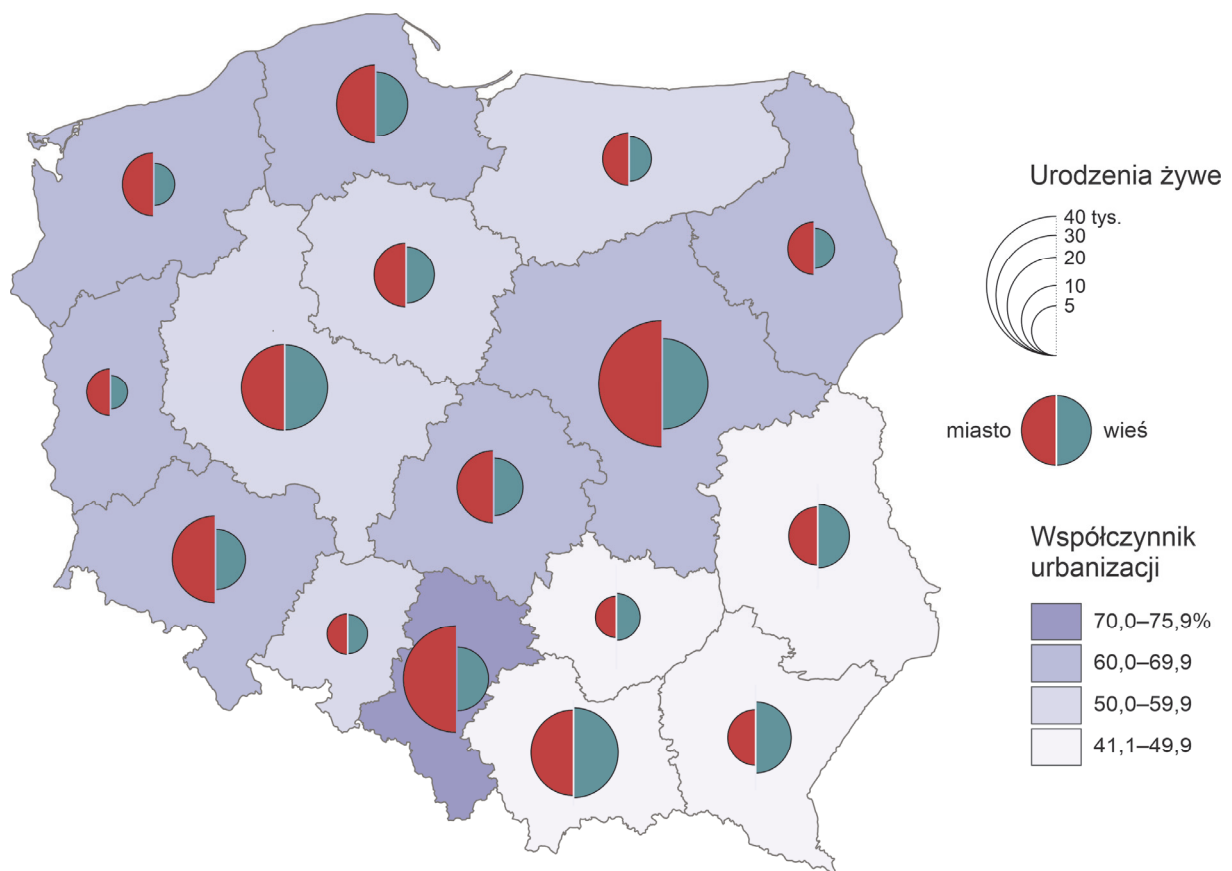 Urodzenia żywe
40 tys.
30
20
10
5
miasto wieś
Współczynnik
urbanizacji
70,0–75,9%
60,0–69,9
50,0–59,9
41,1–49,9